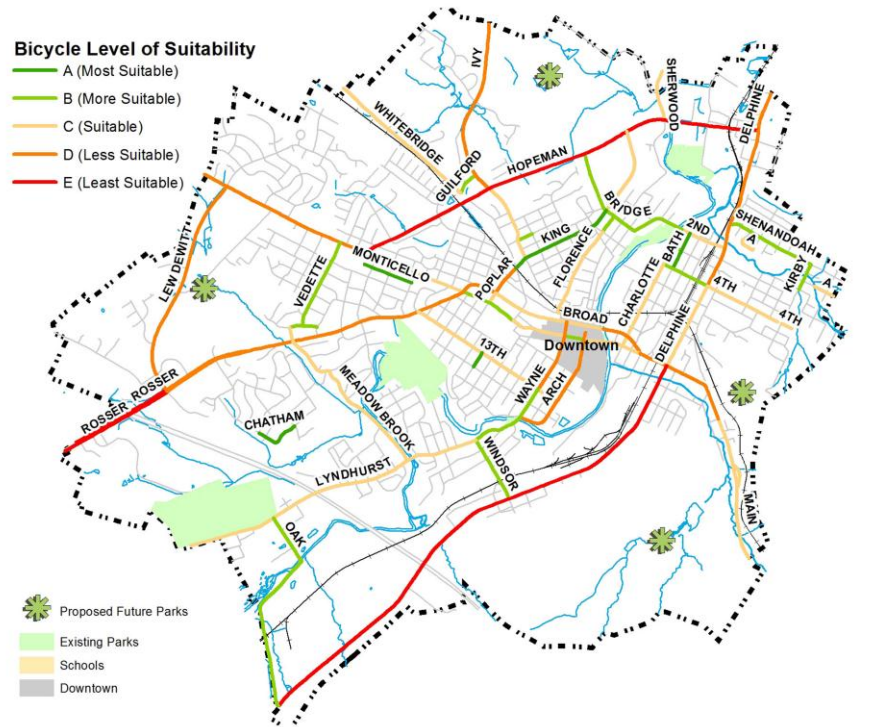 Bicycle Level of Suitability
A (Most Suitable)
B (More Suitable)
C (Suitable)
D (Less Suitable)
E (Least Suitable)
IVY
WHITEBRIDGE
SHERWOOD
DELPHINE
GUILFORD
HOPEMAN
BRIDGE
2ND
SHENANDOAH
A
LEW DEWITT
KING
FLORENCE
BATH
MONTICELLO
VEDETTE
POPLAR
CHARLOTTE
4TH
KIRBY
A
4TH
BROAD
Downtown
DELPHINE
13TH
ROSSER ROSSER
MEADOW BROOK
WAYNE
ARCH
CHATHAM
LYNDHURST
WINDSOR
OAK
MAIN
Proposed Future Parks
Existing Parks
Schools
Downtown